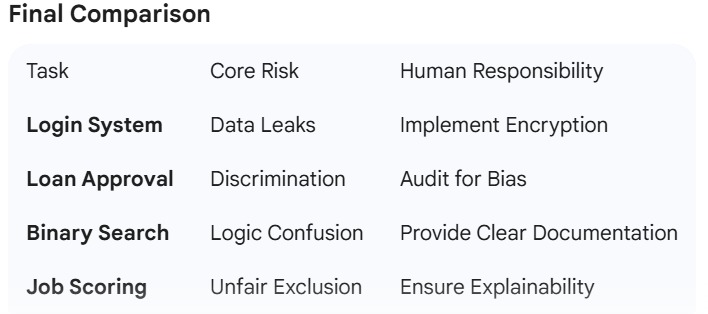 Final Comparison
Task Core Risk Human Responsibility
Login System Data Leaks Implement Encryption
Loan Approval Discrimination Audit for Bias
Binary Search Logic Confusion Provide Clear Documentation
Job Scoring Unfair Exclusion Ensure Explainability